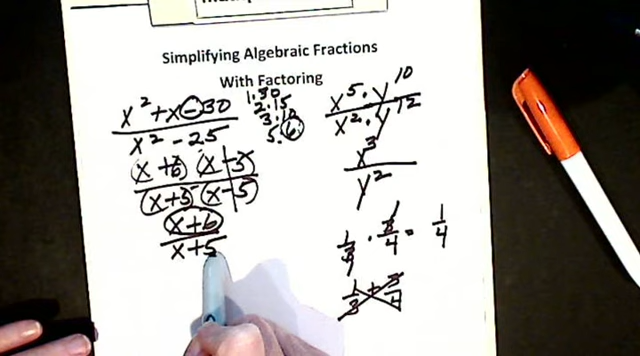 Simplifying Algebraic Fractions
With Factoring
x² + x - 30
x² - 25
(x + 6) (x - 5)
(x + 5) (x - 5)
(x + 6)
x + 5
1.30
2.15
3.10
5.6
x⁵ · y¹⁰
x² · y¹²
x³
y²
1/3 · 3/4 = 1/4
1/3 + 3/4